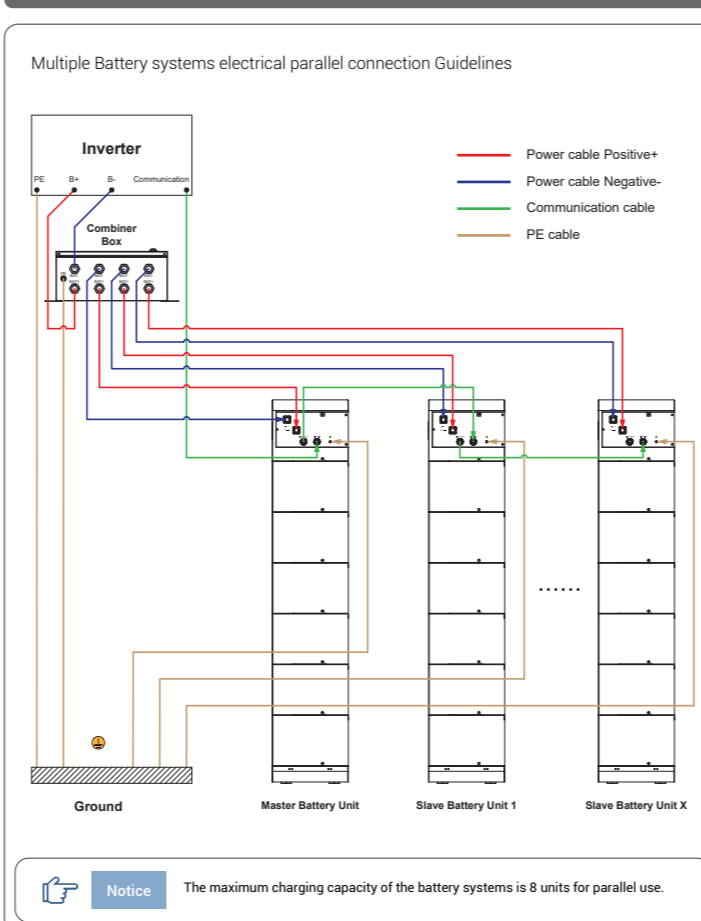 Multiple Battery systems electrical parallel connection Guidelines
Inverter
PE B+ B- Communication
Power cable Positive+
Power cable Negative-
Communication cable
PE cable
Combiner
Box
PE
Ground
Master Battery Unit
Slave Battery Unit 1
......
Slave Battery Unit X
Notice
The maximum charging capacity of the battery systems is 8 units for parallel use.